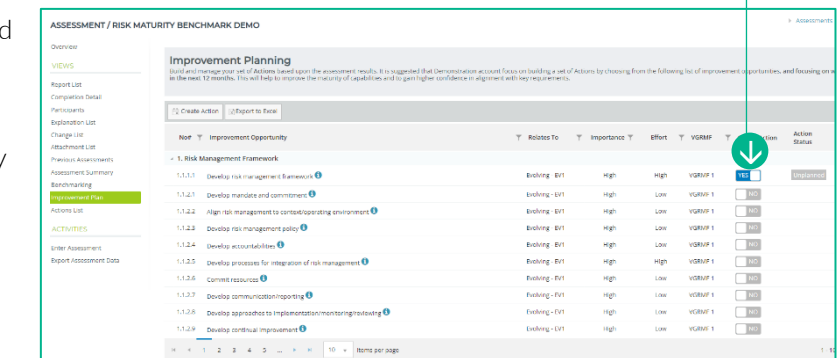 d
y
ASSESSMENT / RISK MATURITY BENCHMARK DEMO
> Assessments
Overview
VIEWS
Report List
Completion Detail
Participants
Explanation List
Change List
Attachment List
Previous Assessments
Assessment Summary
Benchmarking
Improvement Plan
Actions List
ACTIVITIES
Enter Assessment
Export Assessment Data
Improvement Planning
Build and manage your set of Actions based upon the assessment results. It is suggested that Demonstration account focus on building a set of Actions by choosing from the following list of improvement opportunities, and focusing on
in the next 12 months. This will help to improve the maturity of capabilities and to gain higher confidence in alignment with key requirements.
Create Action Export to Excel
No# Improvement Opportunity Relates To Importance Effort VGRMF Action Status
1. Risk Management Framework
1.1.1.1 Develop risk management framework Evolving - EV1 High High VGRMF 1 YES Unplanned
1.1.2.1 Develop mandate and commitment Evolving - EV1 High Low VGRMF 1 NO
1.1.2.2 Align risk management to context/operating environment Evolving - EV1 High Low VGRMF 1 NO
1.1.2.3 Develop risk management policy Evolving - EV1 High Low VGRMF 1 NO
1.1.2.4 Develop accountabilities Evolving - EV1 High Low VGRMF 1 NO
1.1.2.5 Develop processes for integration of risk management Evolving - EV1 High High VGRMF 1 NO
1.1.2.6 Commit resources Evolving - EV1 High Low VGRMF 1 NO
1.1.2.7 Develop communication/reporting Evolving - EV1 High Low VGRMF 1 NO
1.1.2.8 Develop approaches to implementation/monitoring/reviewing Evolving - EV1 High Low VGRMF 1 NO
1.1.2.9 Develop continual improvement Evolving - EV1 High Low VGRMF 1 NO
1 2 3 4 5 ... 10 items per page